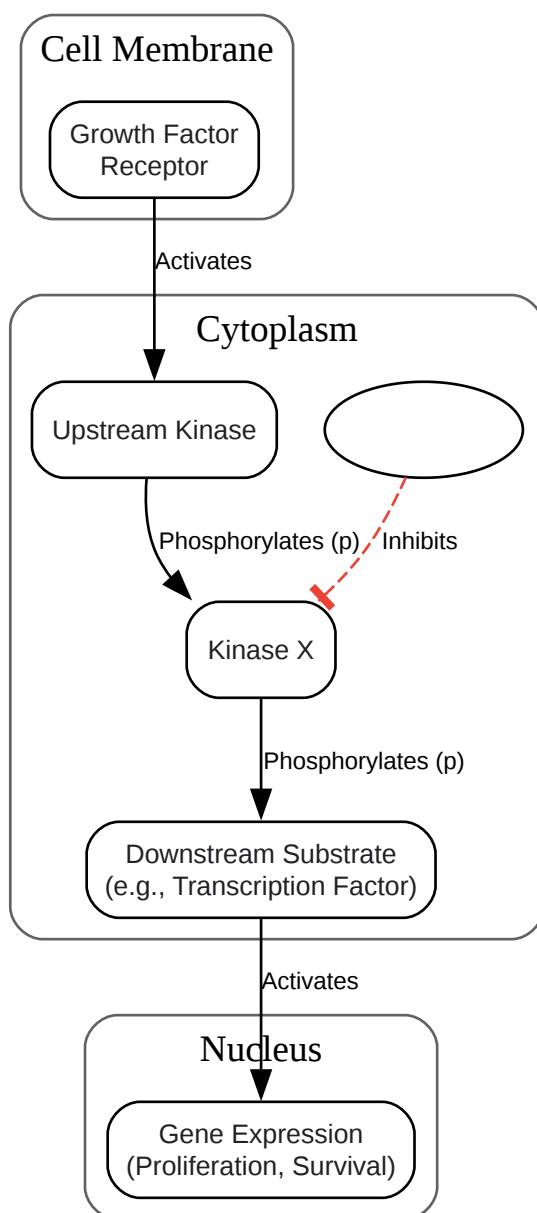 Cell Membrane
Growth Factor
Receptor
Activates
Cytoplasm
Upstream Kinase
Phosphorylates (p)
Inhibits
Kinase X
Phosphorylates (p)
Downstream Substrate
(e.g., Transcription Factor)
Activates
Nucleus
Gene Expression
(Proliferation, Survival)